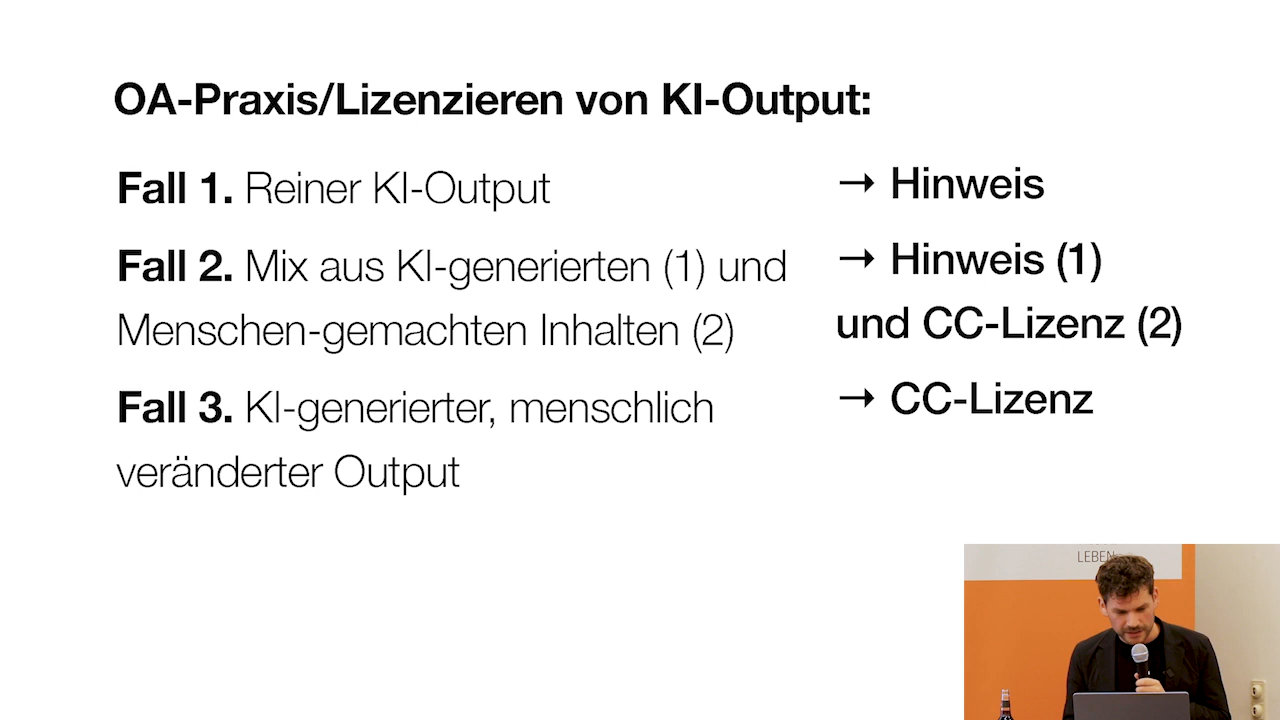 OA-Praxis/Lizenzieren von KI-Output:
Fall 1. Reiner KI-Output
→ Hinweis
Fall 2. Mix aus KI-generierten (1) und
Menschen-gemachten Inhalten (2)
→ Hinweis (1)
und CC-Lizenz (2)
Fall 3. KI-generierter, menschlich
veränderter Output
→ CC-Lizenz
LEBEN